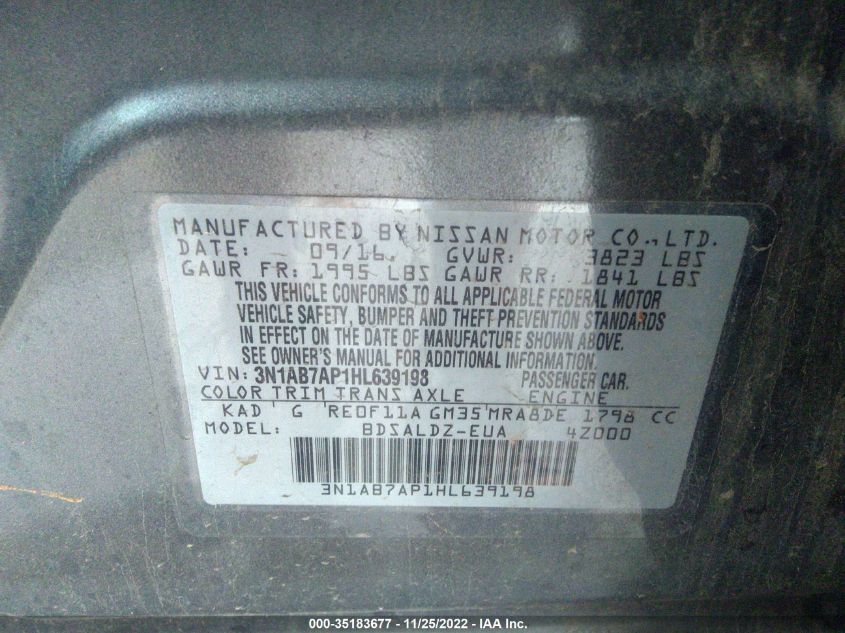 MANUFACTURED BY NISSAN MOTOR CO., LTD.
DATE: 09/16 GVWR: 3823 LBS
GAWR FR: 1995 LBS GAWR RR: 1841 LBS
THIS VEHICLE CONFORMS TO ALL APPLICABLE FEDERAL MOTOR
VEHICLE SAFETY, BUMPER AND THEFT PREVENTION STANDARDS
IN EFFECT ON THE DATE OF MANUFACTURE SHOWN ABOVE.
SEE OWNER'S MANUAL FOR ADDITIONAL INFORMATION.
VIN: 3N1AB7AP1HL639198 PASSENGER CAR.
COLOR TRIM TRANS AXLE ENGINE
KAD G RE0F11A GM35 MRA8DE 1798 CC
MODEL: BDSALDZ-EUA 4Z000
3N1AB7AP1HL639198
000-35183677 - 11/25/2022 - IAA Inc.